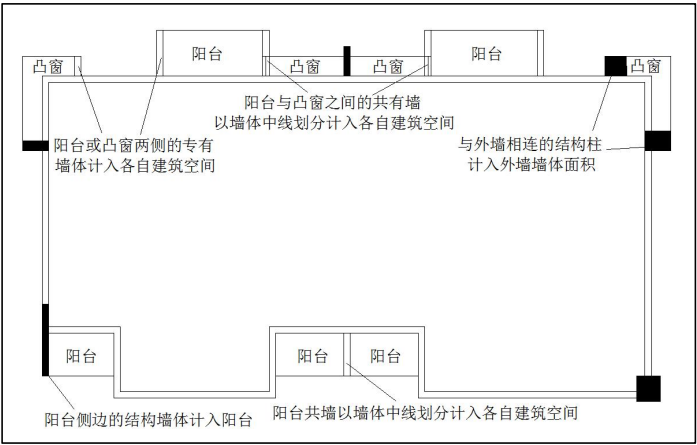 阳台
阳台
凸窗
凸窗
凸窗
凸窗
阳台与凸窗之间的共有墙
以墙体中线划分计入各自建筑空间
阳台或凸窗两侧的专有
墙体计入各自建筑空间
与外墙相连的结构柱
计入外墙墙体面积
阳台
阳台
阳台
阳台侧边的结构墙体计入阳台
阳台共墙以墙体中线划分计入各自建筑空间